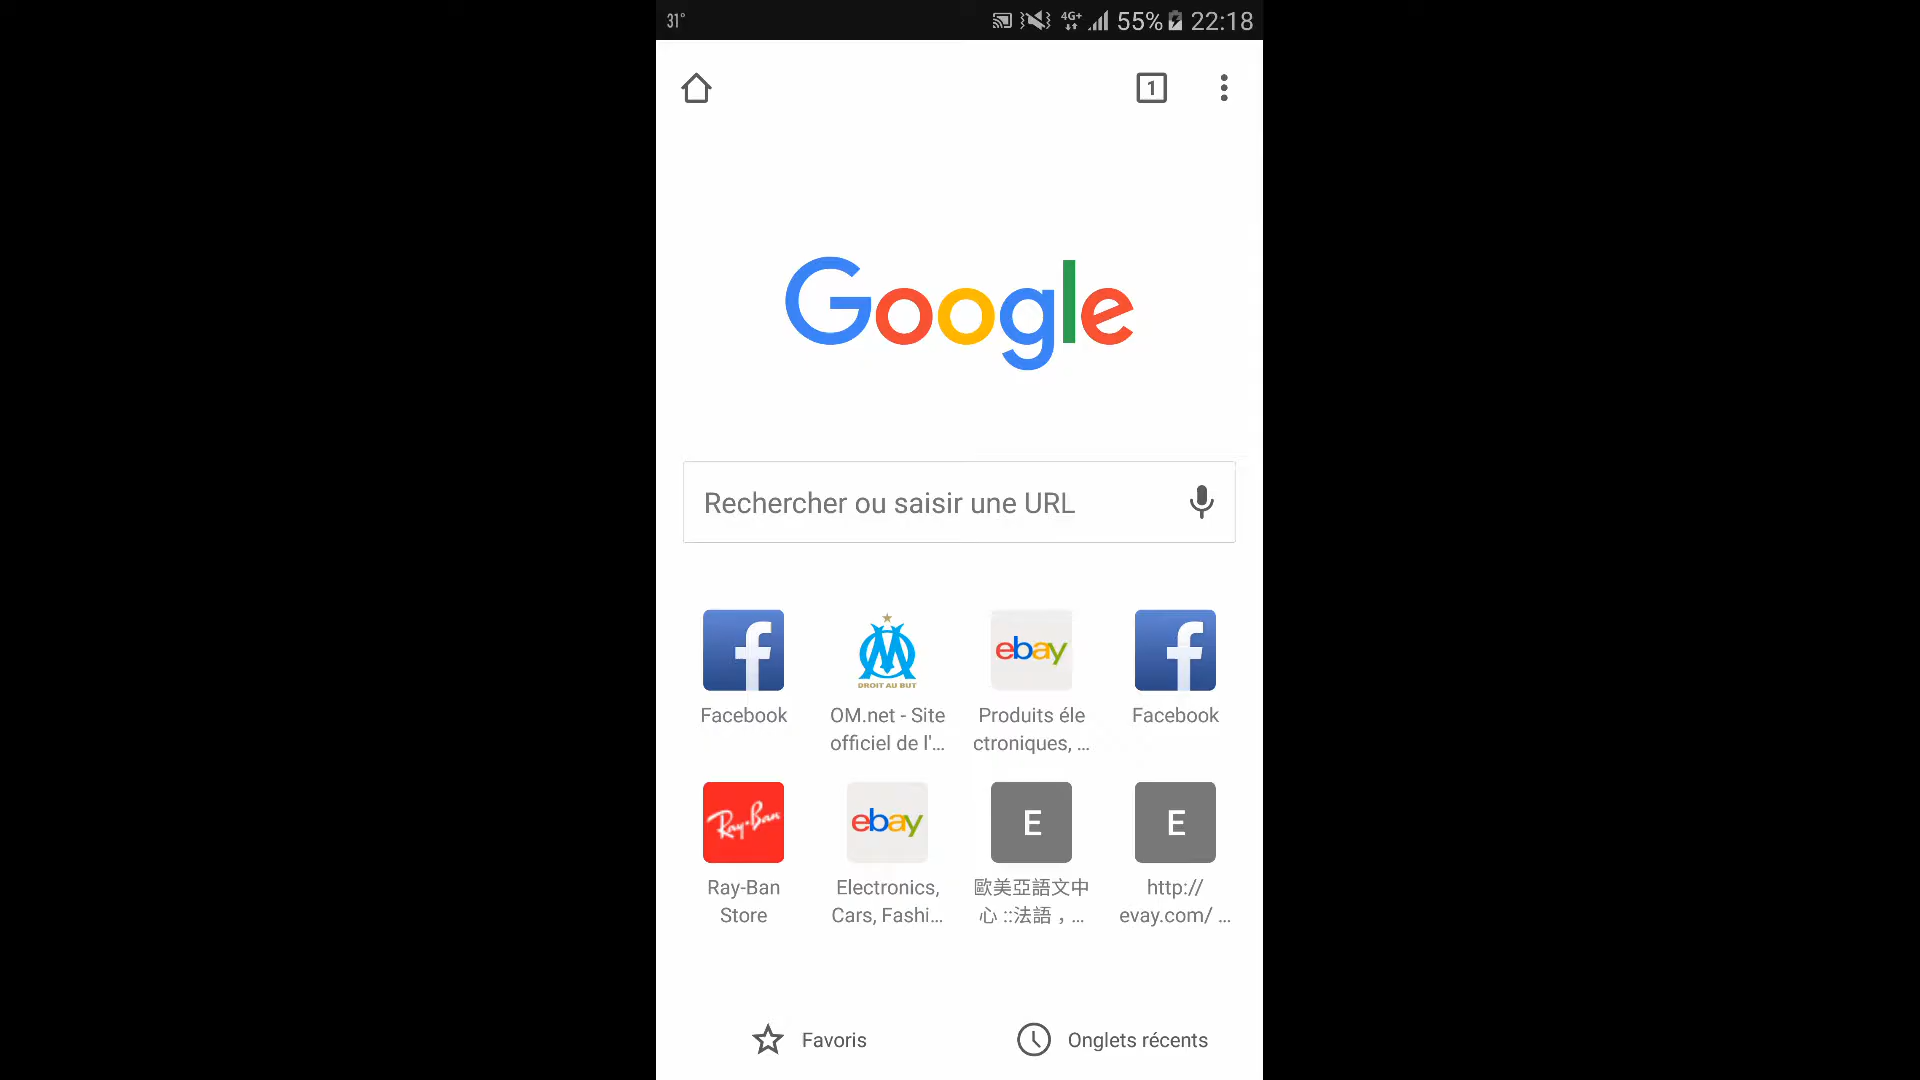 31° 4G+ 55% 22:18
1
Google
Rechercher ou saisir une URL
DROIT AU BUT
ebay
Facebook OM.net - Site Produits éle Facebook
officiel de l'... ctroniques, ...
Ray-Ban ebay E E
Ray-Ban Electronics, 歐美亞語文中 http://
Store Cars, Fashi... 心 ::法語，... evay.com/ ...
Favoris Onglets récents